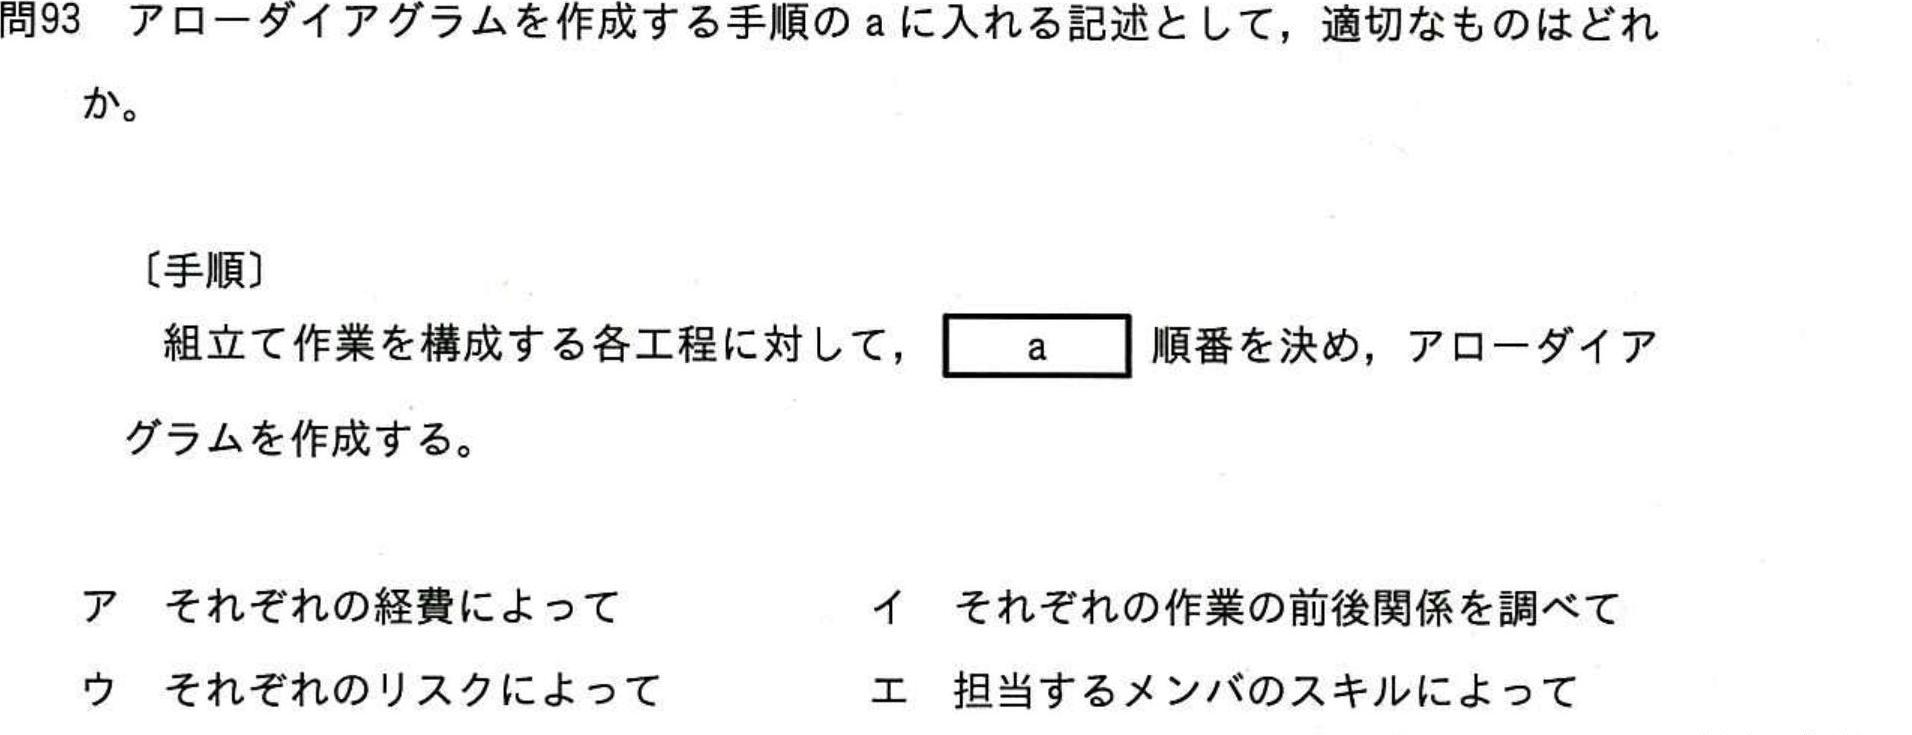 問93　アローダイアグラムを作成する手順のaに入れる記述として，適切なものはどれ
か。
〔手順〕
組立て作業を構成する各工程に対して， a 順番を決め，アローダイア
グラムを作成する。
ア　それぞれの経費によって　イ　それぞれの作業の前後関係を調べて
ウ　それぞれのリスクによって　エ　担当するメンバのスキルによって